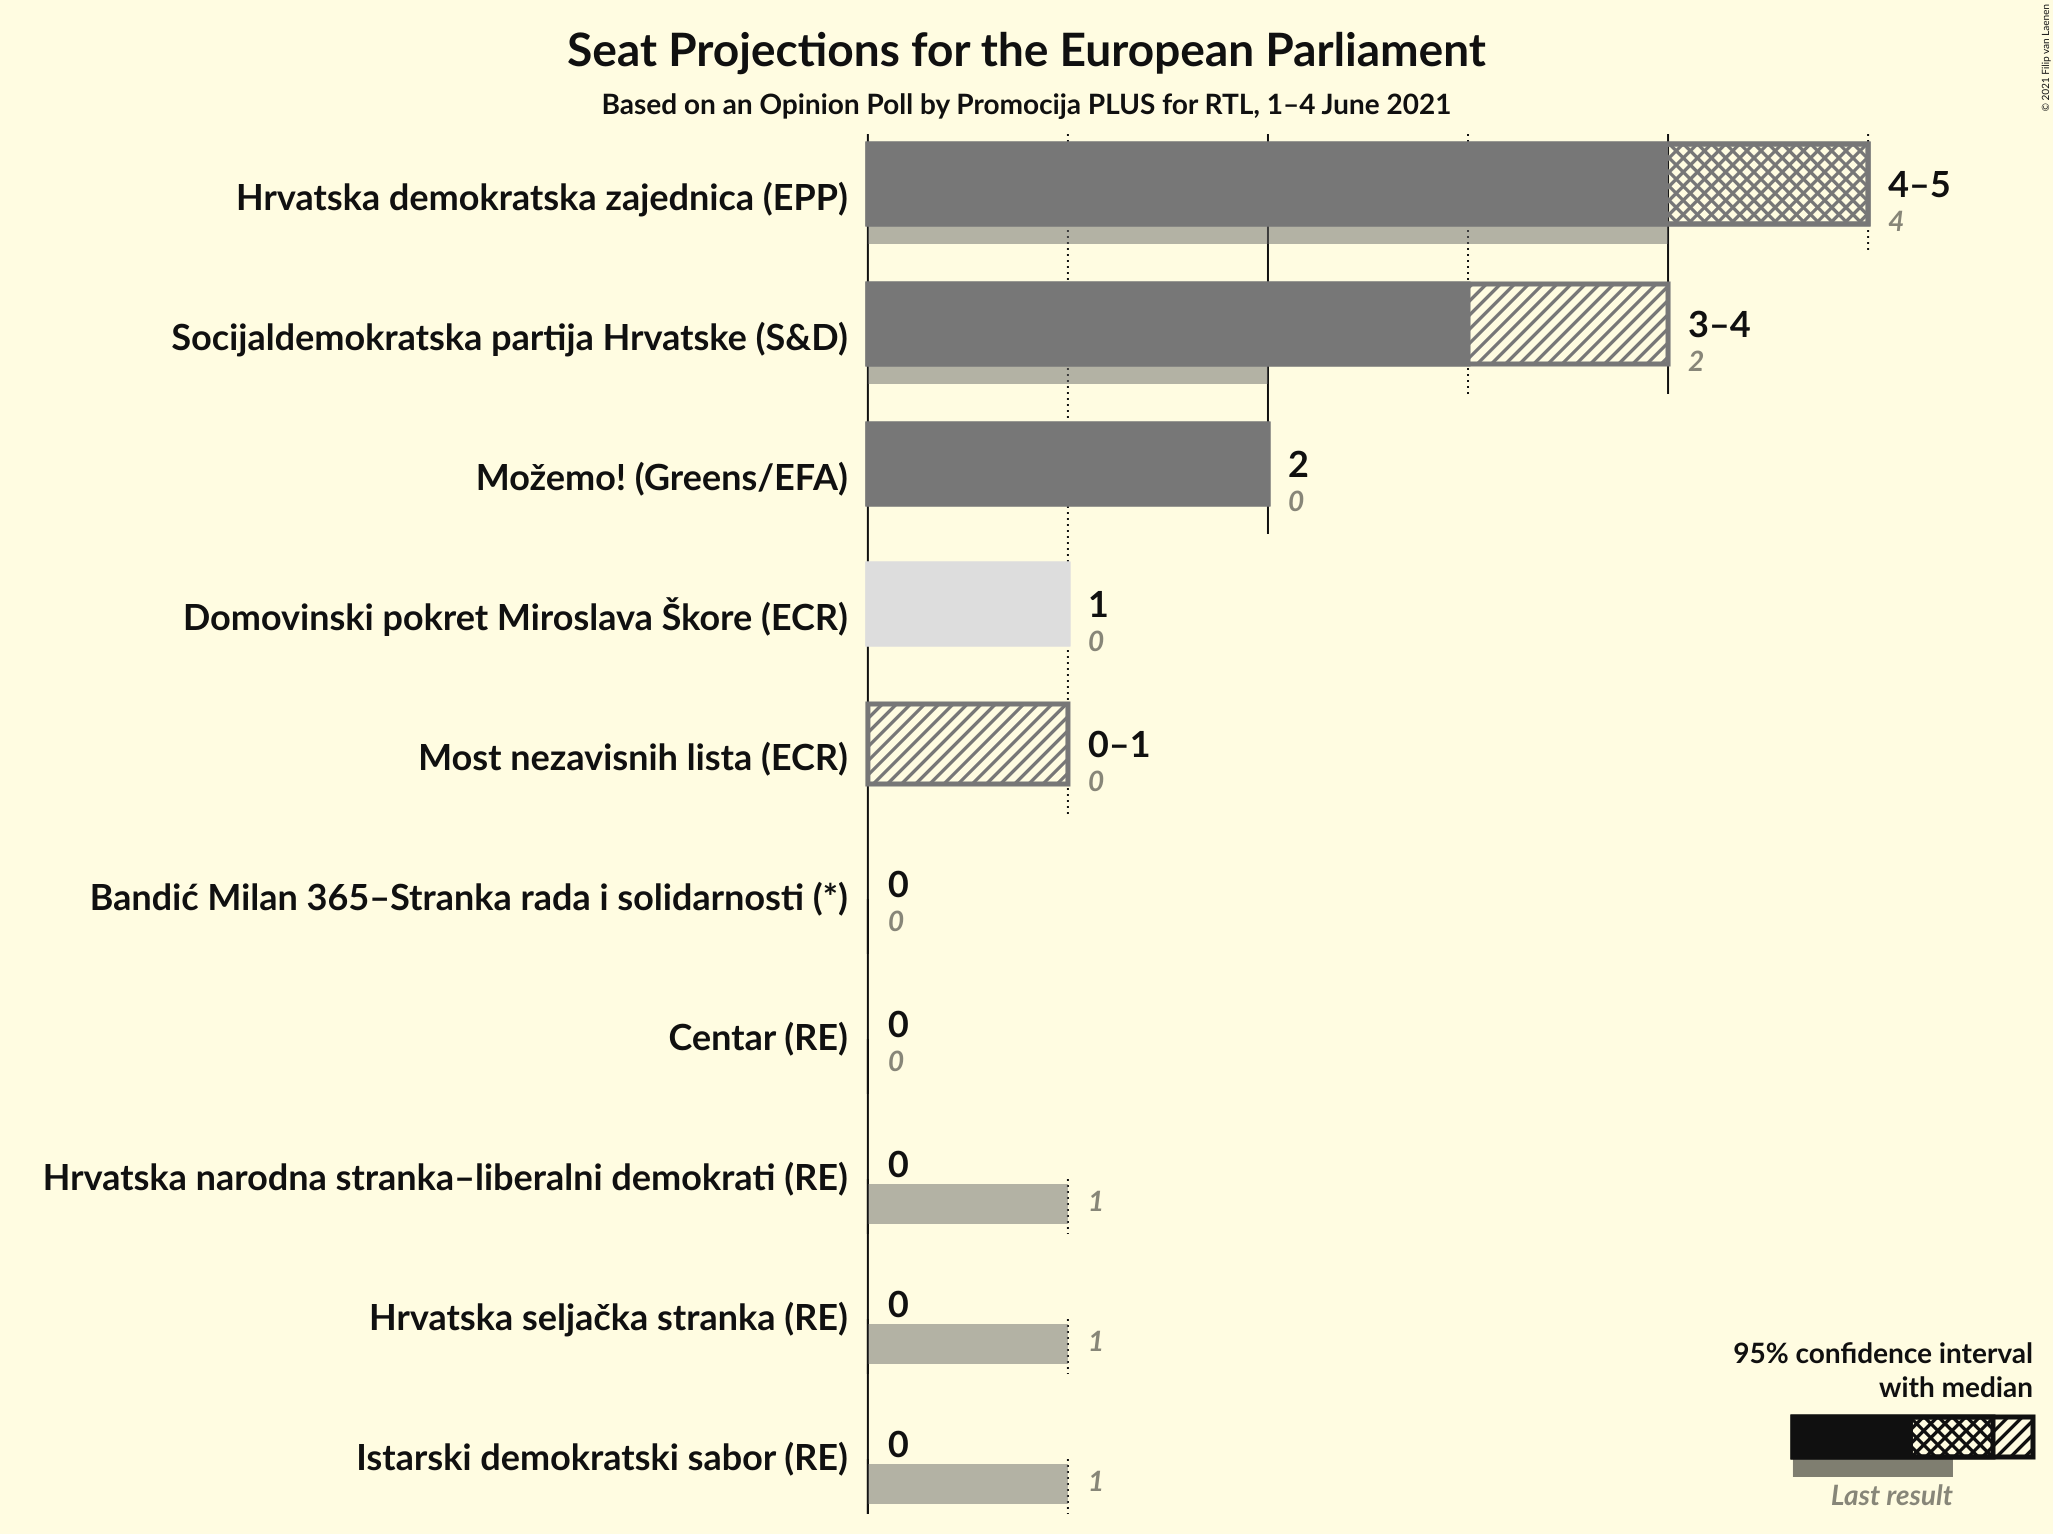 Seat Projections for the European Parliament
Based on an Opinion Poll by Promocija PLUS for RTL, 1–4 June 2021
© 2021 Filip van Laenen
Hrvatska demokratska zajednica (EPP)
4–5
4
Socijaldemokratska partija Hrvatske (S&D)
3–4
2
Možemo! (Greens/EFA)
2
0
Domovinski pokret Miroslava Škore (ECR)
1
0
Most nezavisnih lista (ECR)
0–1
0
Bandić Milan 365–Stranka rada i solidarnosti (*)
0
0
Centar (RE)
0
0
Hrvatska narodna stranka–liberalni demokrati (RE)
0
1
Hrvatska seljačka stranka (RE)
0
1
Istarski demokratski sabor (RE)
0
1
95% confidence interval
with median
Last result